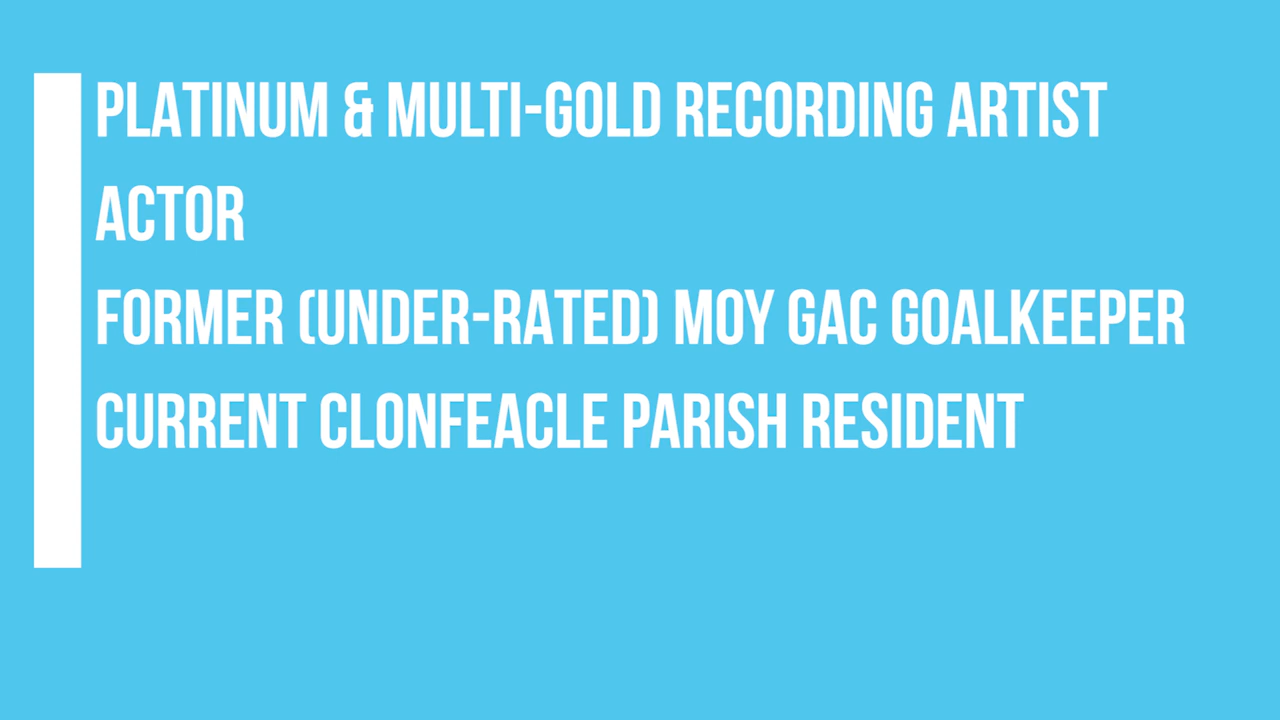 PLATINUM & MULTI-GOLD RECORDING ARTIST
ACTOR
FORMER (UNDER-RATED) MOY GAC GOALKEEPER
CURRENT CLONFEACLE PARISH RESIDENT